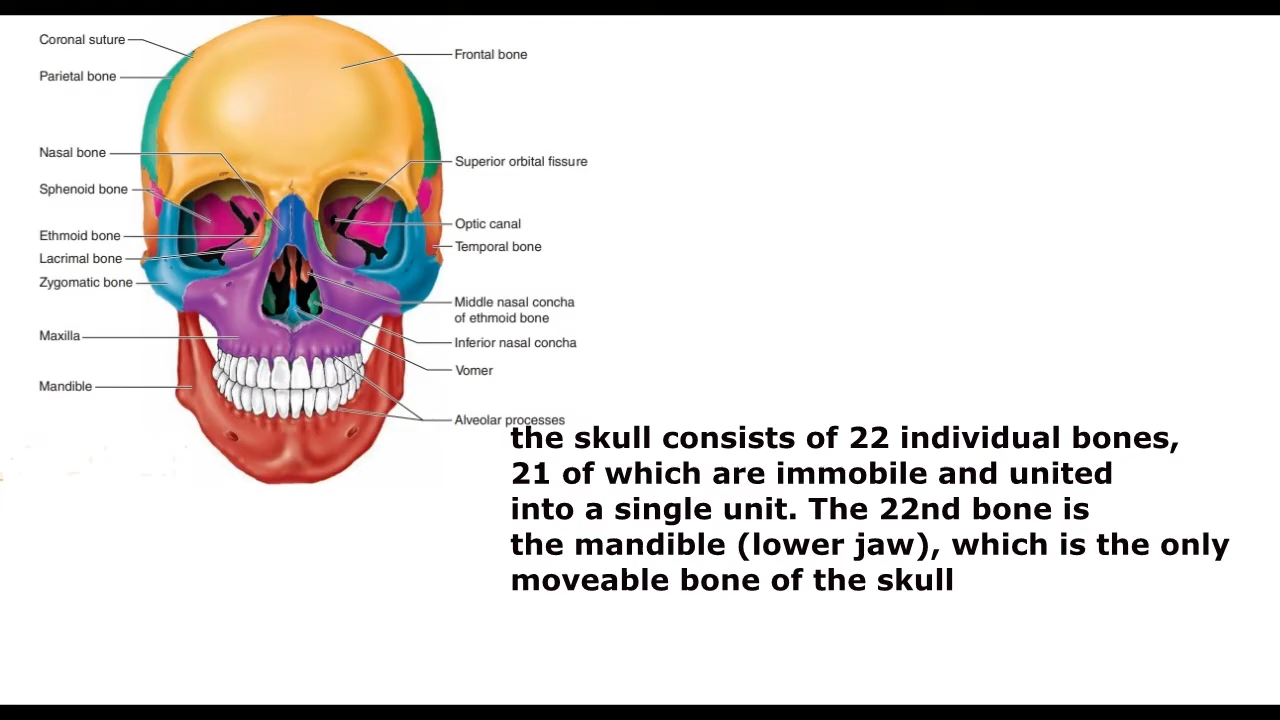 Coronal suture
Parietal bone
Nasal bone
Sphenoid bone
Ethmoid bone
Lacrimal bone
Zygomatic bone
Maxilla
Mandible
Frontal bone
Superior orbital fissure
Optic canal
Temporal bone
Middle nasal concha
of ethmoid bone
Inferior nasal concha
Vomer
Alveolar processes
the skull consists of 22 individual bones,
21 of which are immobile and united
into a single unit. The 22nd bone is
the mandible (lower jaw), which is the only
moveable bone of the skull